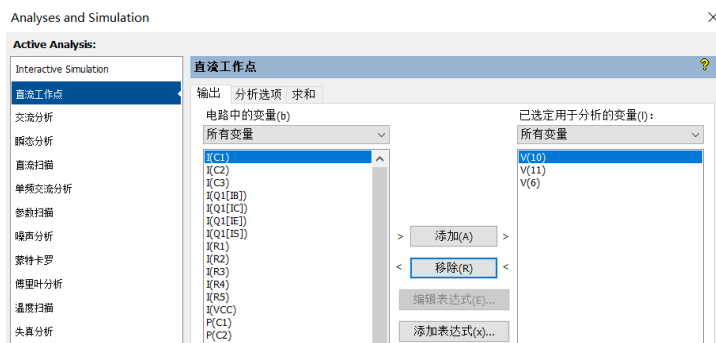 Analyses and Simulation
Active Analysis:
Interactive Simulation
直流工作点
交流分析
瞬态分析
直流扫描
单频交流分析
参数扫描
噪声分析
蒙特卡罗
傅里叶分析
温度扫描
失真分析
直流工作点
输出 分析选项 求和
电路中的变量(b)
所有变量
I(C1)
I(C2)
I(C3)
I(Q1[IB])
I(Q1[IC])
I(Q1[IE])
I(Q1[IS])
I(R1)
I(R2)
I(R3)
I(R4)
I(R5)
I(VCC)
P(C1)
P(C2)
> 添加(A) >
< 移除(R) <
编辑表达式(E)...
添加表达式(x)...
已选定用于分析的变量(I):
所有变量
V(10)
V(11)
V(6)